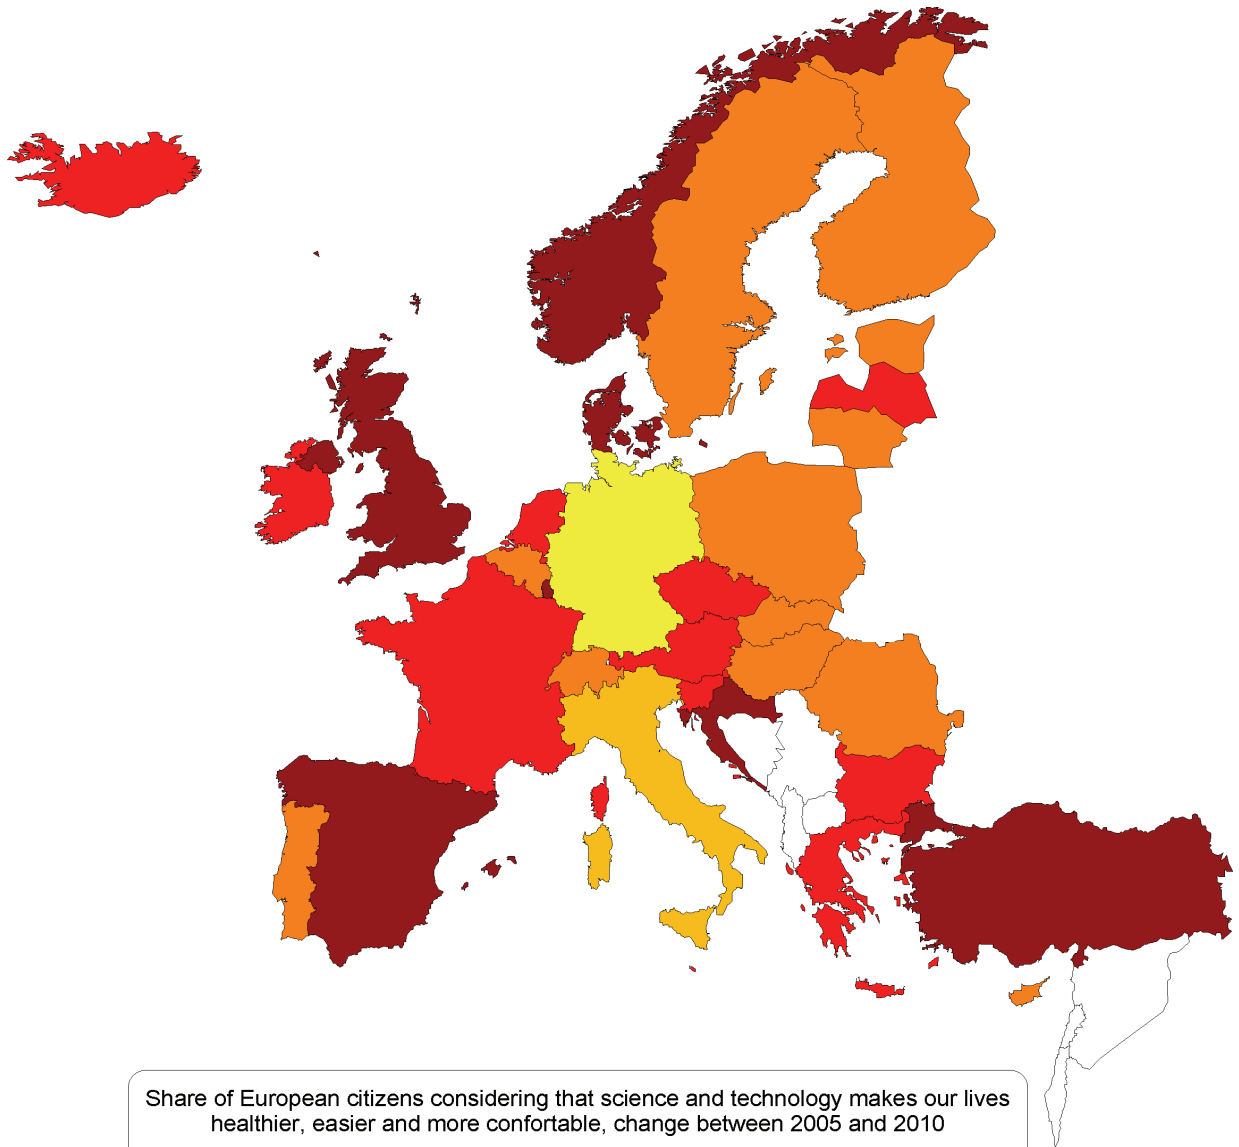 Share of European citizens considering that science and technology makes our lives
healthier, easier and more confortable, change between 2005 and 2010